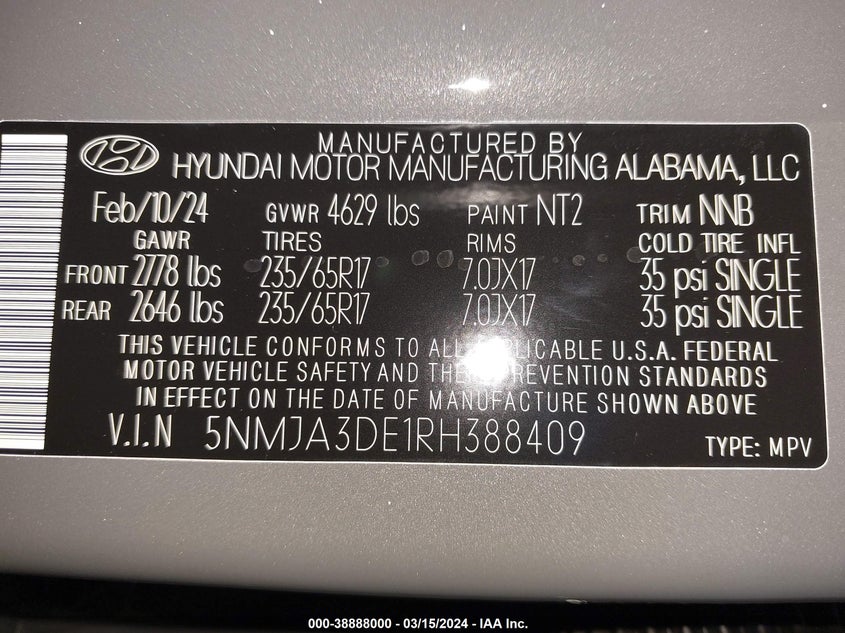 MANUFACTURED BY
HYUNDAI MOTOR MANUFACTURING ALABAMA, LLC
Feb/10/24 GVWR 4629 lbs PAINT NT2 TRIM NNB
GAWR TIRES RIMS COLD TIRE INFL
FRONT 2778 lbs 235/65R17 7.0JX17 35 psi SINGLE
REAR 2646 lbs 235/65R17 7.0JX17 35 psi SINGLE
THIS VEHICLE CONFORMS TO ALL APPLICABLE U.S.A. FEDERAL
MOTOR VEHICLE SAFETY AND THEFT PREVENTION STANDARDS
IN EFFECT ON THE DATE OF MANUFACTURE SHOWN ABOVE
V.I.N 5NMJA3DE1RH388409 TYPE: MPV
000-38888000 - 03/15/2024 - IAA Inc.